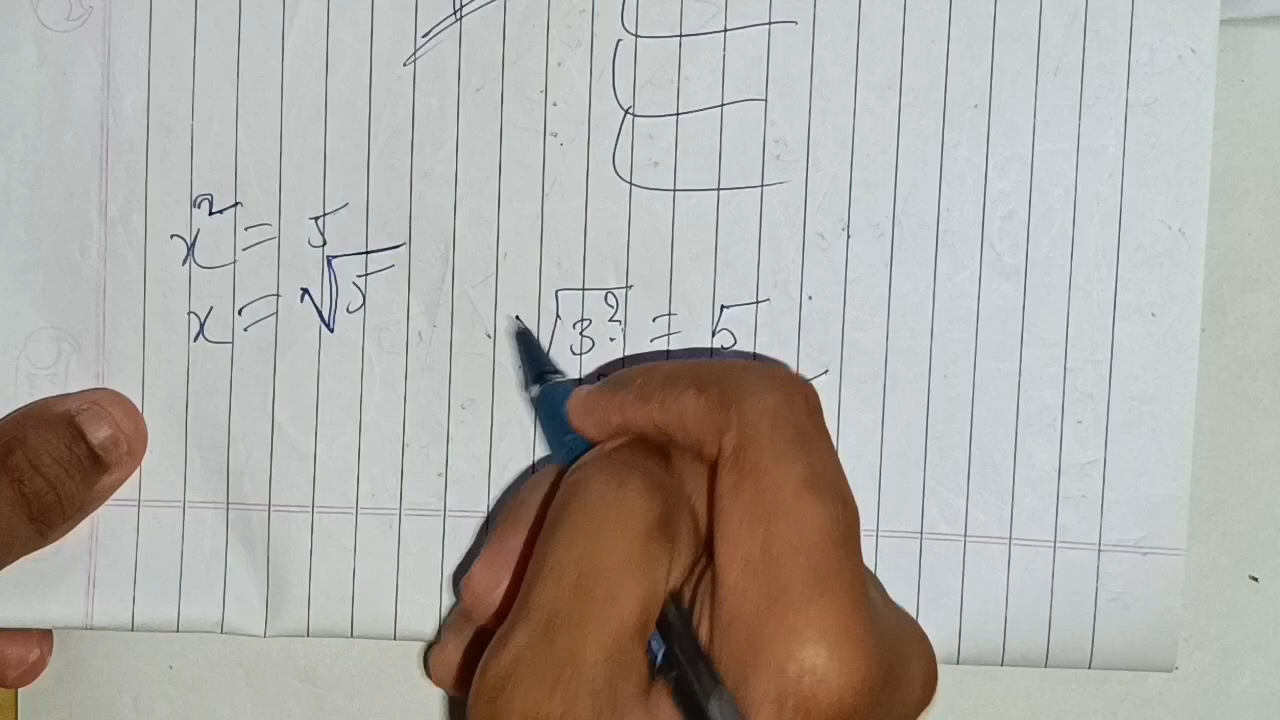 x² = 5
x = √5
√3² = 5